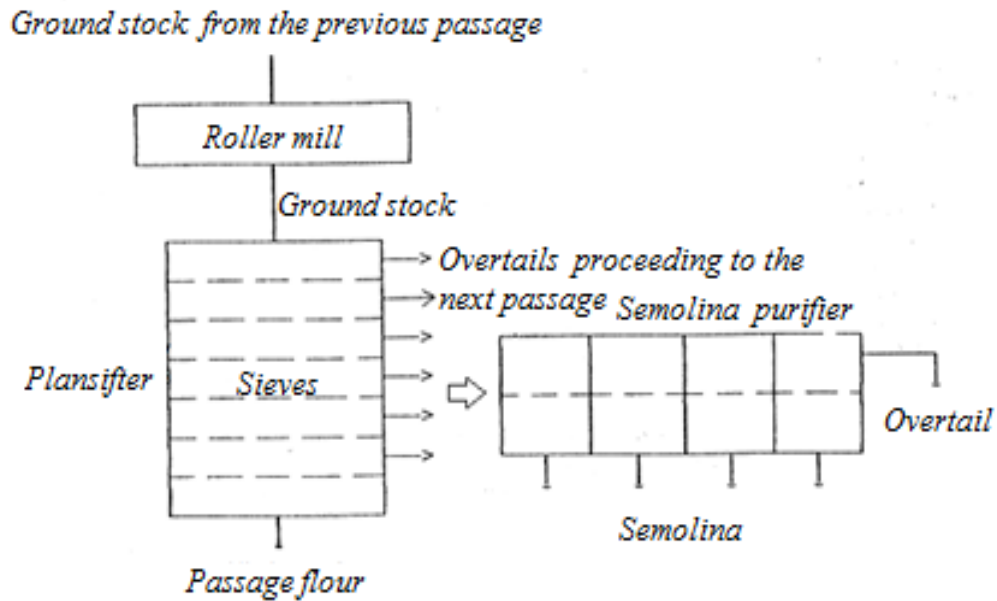 Ground stock from the previous passage
Roller mill
Ground stock
Overtails proceeding to the
next passage
Semolina purifier
Plansifter
Sieves
Overtail
Semolina
Passage flour